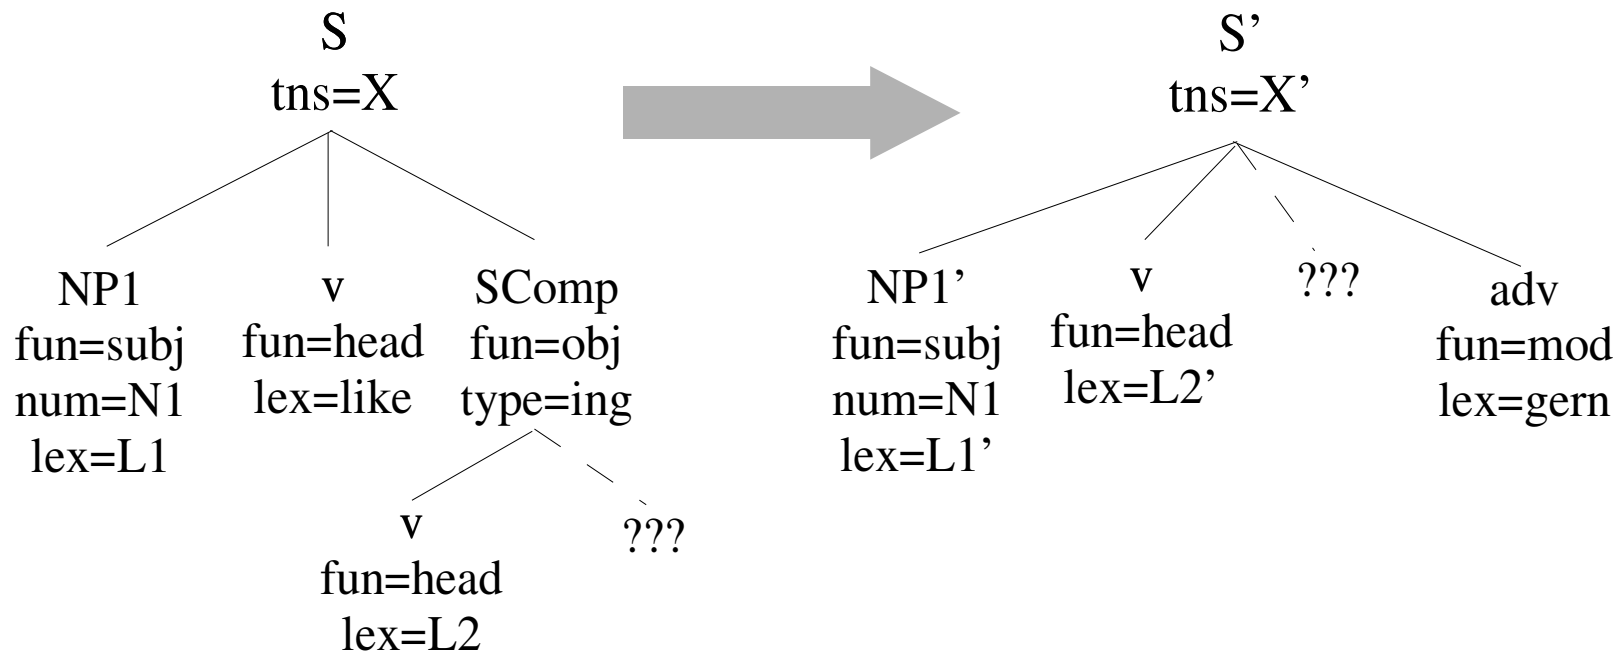 S
tns=X
NP1
fun=subj
num=N1
lex=L1
v
fun=head
lex=like
SComp
fun=obj
type=ing
v
fun=head
lex=L2
???
S’
tns=X’
NP1’
fun=subj
num=N1
lex=L1’
v
fun=head
lex=L2’
???
adv
fun=mod
lex=gern